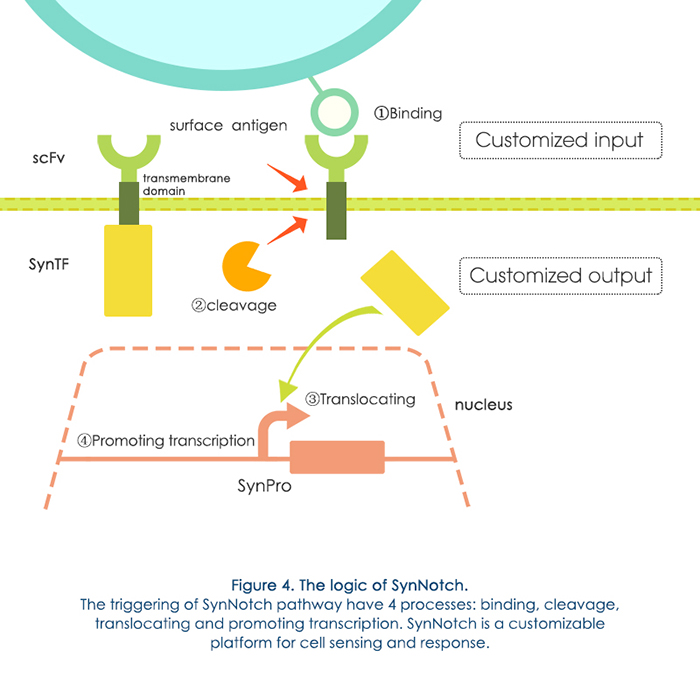 surface antigen
①Binding
Customized input
scFv
transmembrane
domain
SynTF
Customized output
②cleavage
③Translocating
nucleus
④Promoting transcription
SynPro
Figure 4. The logic of SynNotch.
The triggering of SynNotch pathway have 4 processes: binding, cleavage,
translocating and promoting transcription. SynNotch is a customizable
platform for cell sensing and response.